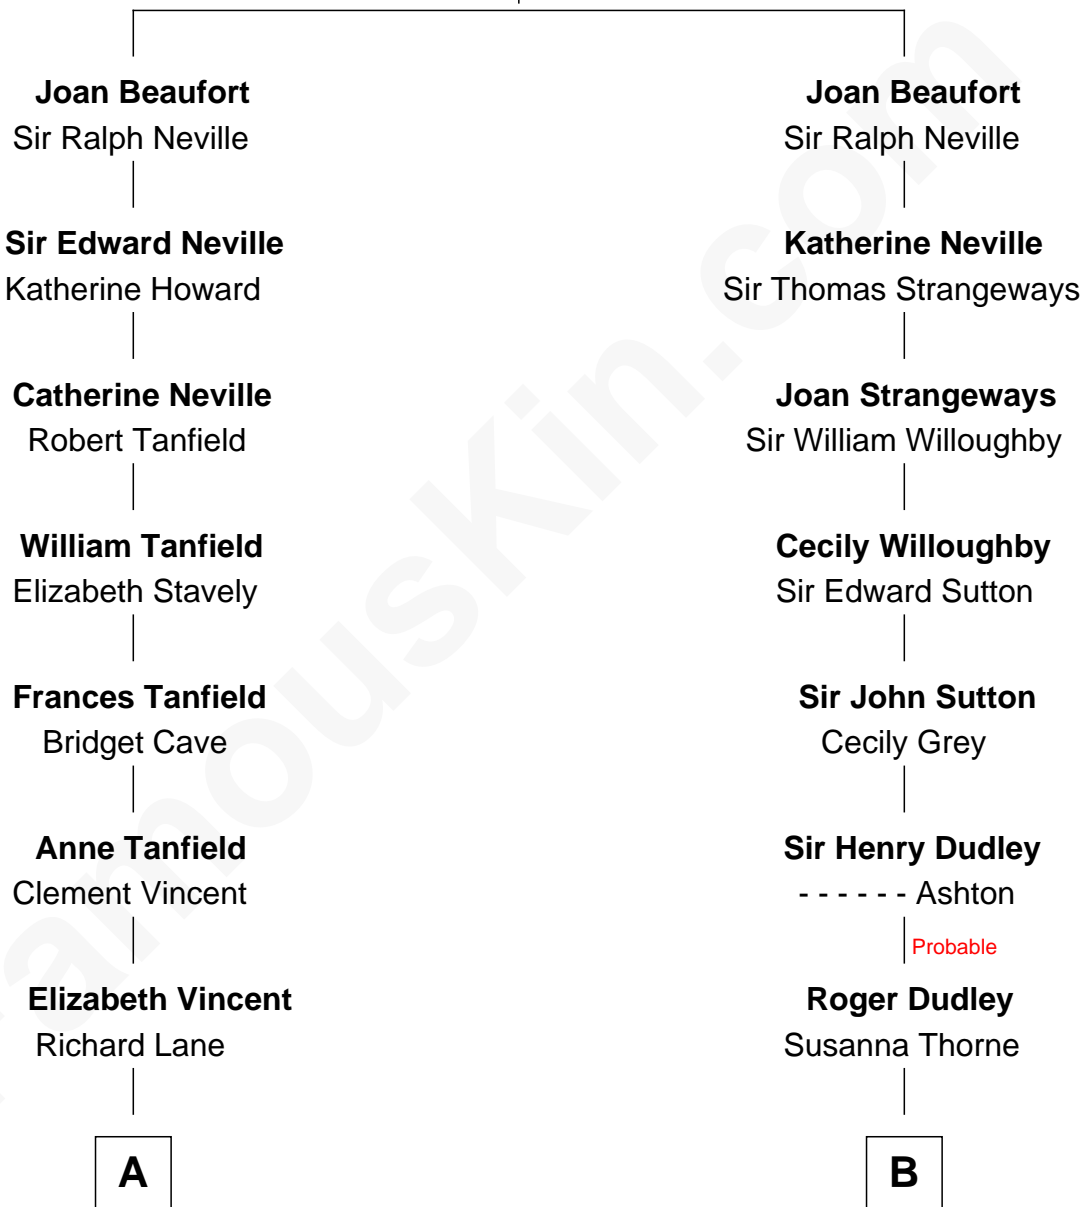 Joan Beaufort
Sir Ralph Neville
Sir Edward Neville
Katherine Howard
Catherine Neville
Robert Tanfield
William Tanfield
Elizabeth Stavely
Frances Tanfield
Bridget Cave
Anne Tanfield
Clement Vincent
Elizabeth Vincent
Richard Lane
A
Joan Beaufort
Sir Ralph Neville
Katherine Neville
Sir Thomas Strangeways
Joan Strangeways
Sir William Willoughby
Cecily Willoughby
Sir Edward Sutton
Sir John Sutton
Cecily Grey
Sir Henry Dudley
- - - - - - Ashton
Probable
Roger Dudley
Susanna Thorne
B
FamousKin.com